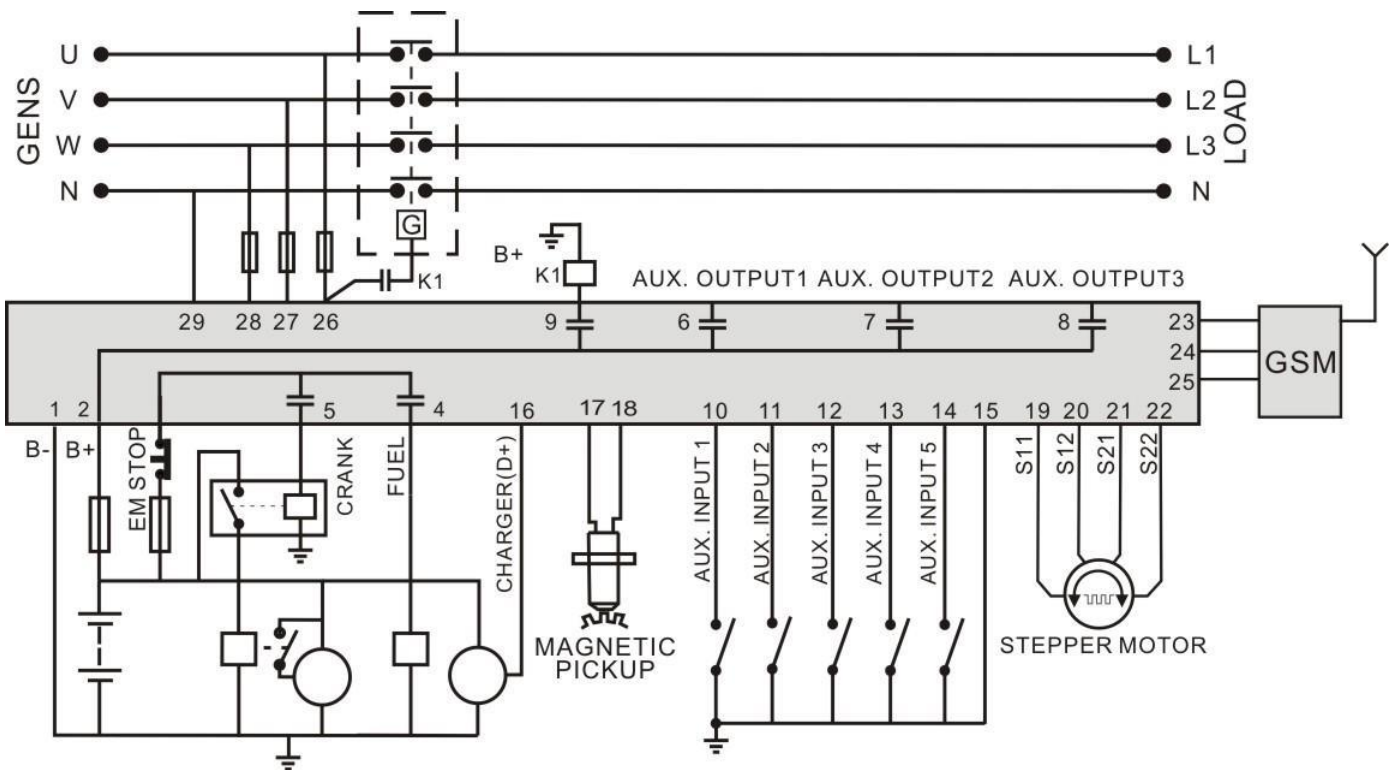 U
L1
V
L2
W
L3
N
N
GENS
LOAD
G
B+
K1
K1
AUX. OUTPUT1
AUX. OUTPUT2
AUX. OUTPUT3
29
28
27
26
9
6
7
8
23
24
25
GSM
1
2
5
4
16
17
18
10
11
12
13
14
15
19
20
21
22
B-
B+
EM STOP
CRANK
FUEL
CHARGER(D+)
AUX. INPUT 1
AUX. INPUT 2
AUX. INPUT 3
AUX. INPUT 4
AUX. INPUT 5
S11
S12
S21
S22
MAGNETIC
PICKUP
STEPPER MOTOR